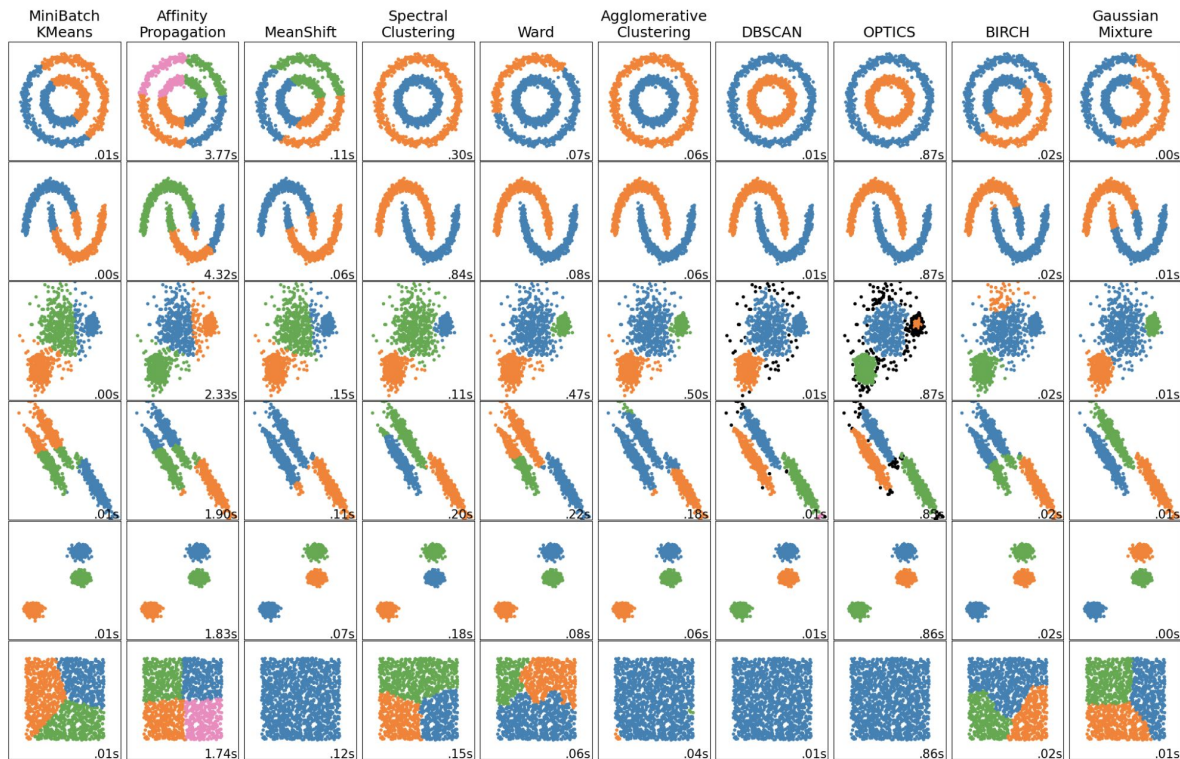 MiniBatch
KMeans
Affinity
Propagation
MeanShift
Spectral
Clustering
Ward
Agglomerative
Clustering
DBSCAN
OPTICS
BIRCH
Gaussian
Mixture
.01s
3.77s
.11s
.30s
.07s
.06s
.01s
.87s
.02s
.00s
.00s
4.32s
.06s
.84s
.08s
.06s
.01s
.87s
.02s
.01s
.00s
2.33s
.15s
.11s
.47s
.50s
.01s
.87s
.02s
.01s
.01s
1.90s
.11s
.20s
.22s
.18s
.01s
.85s
.02s
.01s
.01s
1.83s
.07s
.18s
.08s
.06s
.01s
.86s
.02s
.00s
.01s
1.74s
.12s
.15s
.06s
.04s
.01s
.86s
.02s
.01s